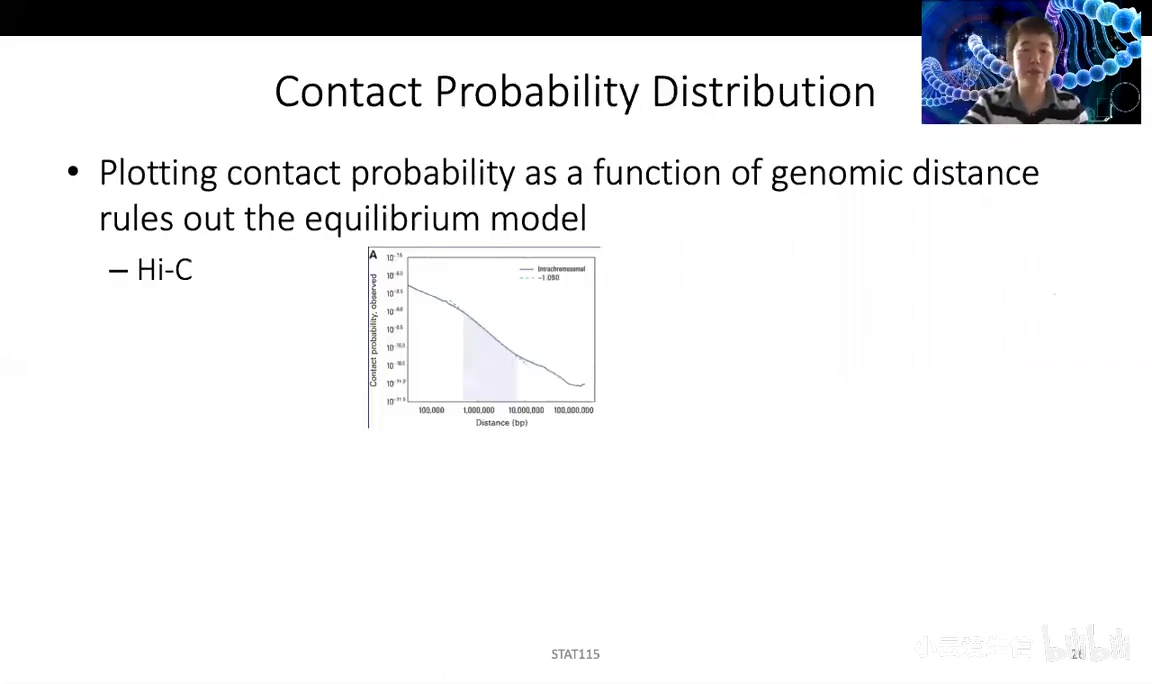 Contact Probability Distribution
• Plotting contact probability as a function of genomic distance
rules out the equilibrium model
– Hi-C
A
Intrachromosomal
-1.080
Contact probability, observed
100,000 1,000,000 10,000,000 100,000,000
Distance (bp)
STAT115
bilibili